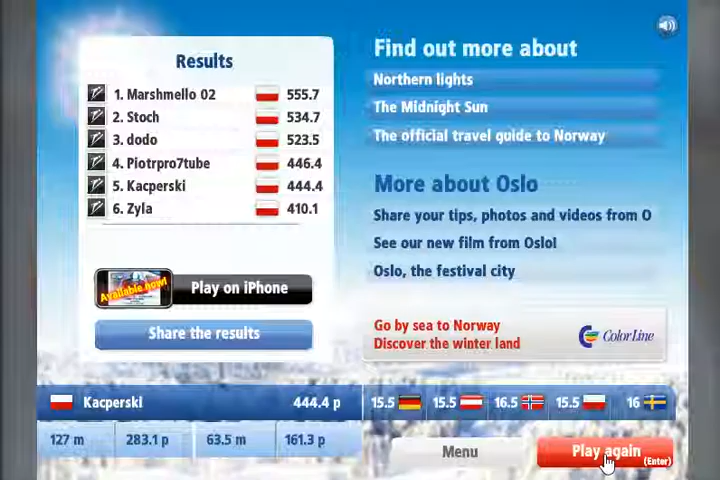 Results
1. Marshmello 02 555.7
2. Stoch 534.7
3. dodo 523.5
4. Piotrpro7tube 446.4
5. Kacperski 444.4
6. Zyla 410.1
Available now!
Play on iPhone
Share the results
Find out more about
Northern lights
The Midnight Sun
The official travel guide to Norway
More about Oslo
Share your tips, photos and videos from O
See our new film from Oslo!
Oslo, the festival city
Go by sea to Norway
Discover the winter land
Color Line
Kacperski 444.4 p
15.5 15.5 16.5 15.5 16
127 m 283.1 p 63.5 m 161.3 p
Menu
Play again (Enter)